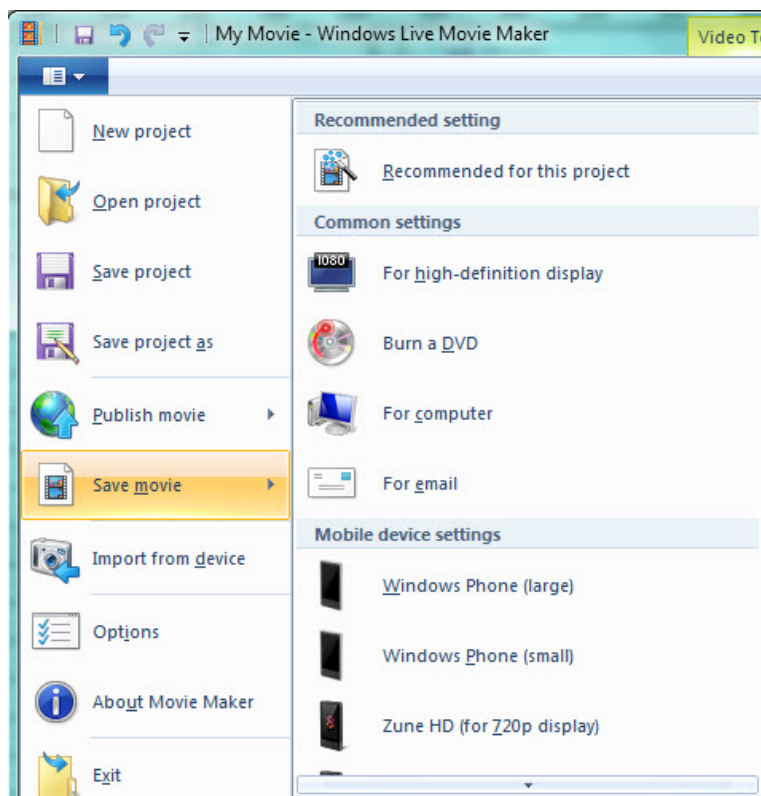 My Movie - Windows Live Movie Maker
Video T
New project
Open project
Save project
Save project as
Publish movie
Save movie
Import from device
Options
About Movie Maker
Exit
Recommended setting
Recommended for this project
Common settings
1080
For high-definition display
Burn a DVD
For computer
For email
Mobile device settings
Windows Phone (large)
Windows Phone (small)
Zune HD (for 720p display)